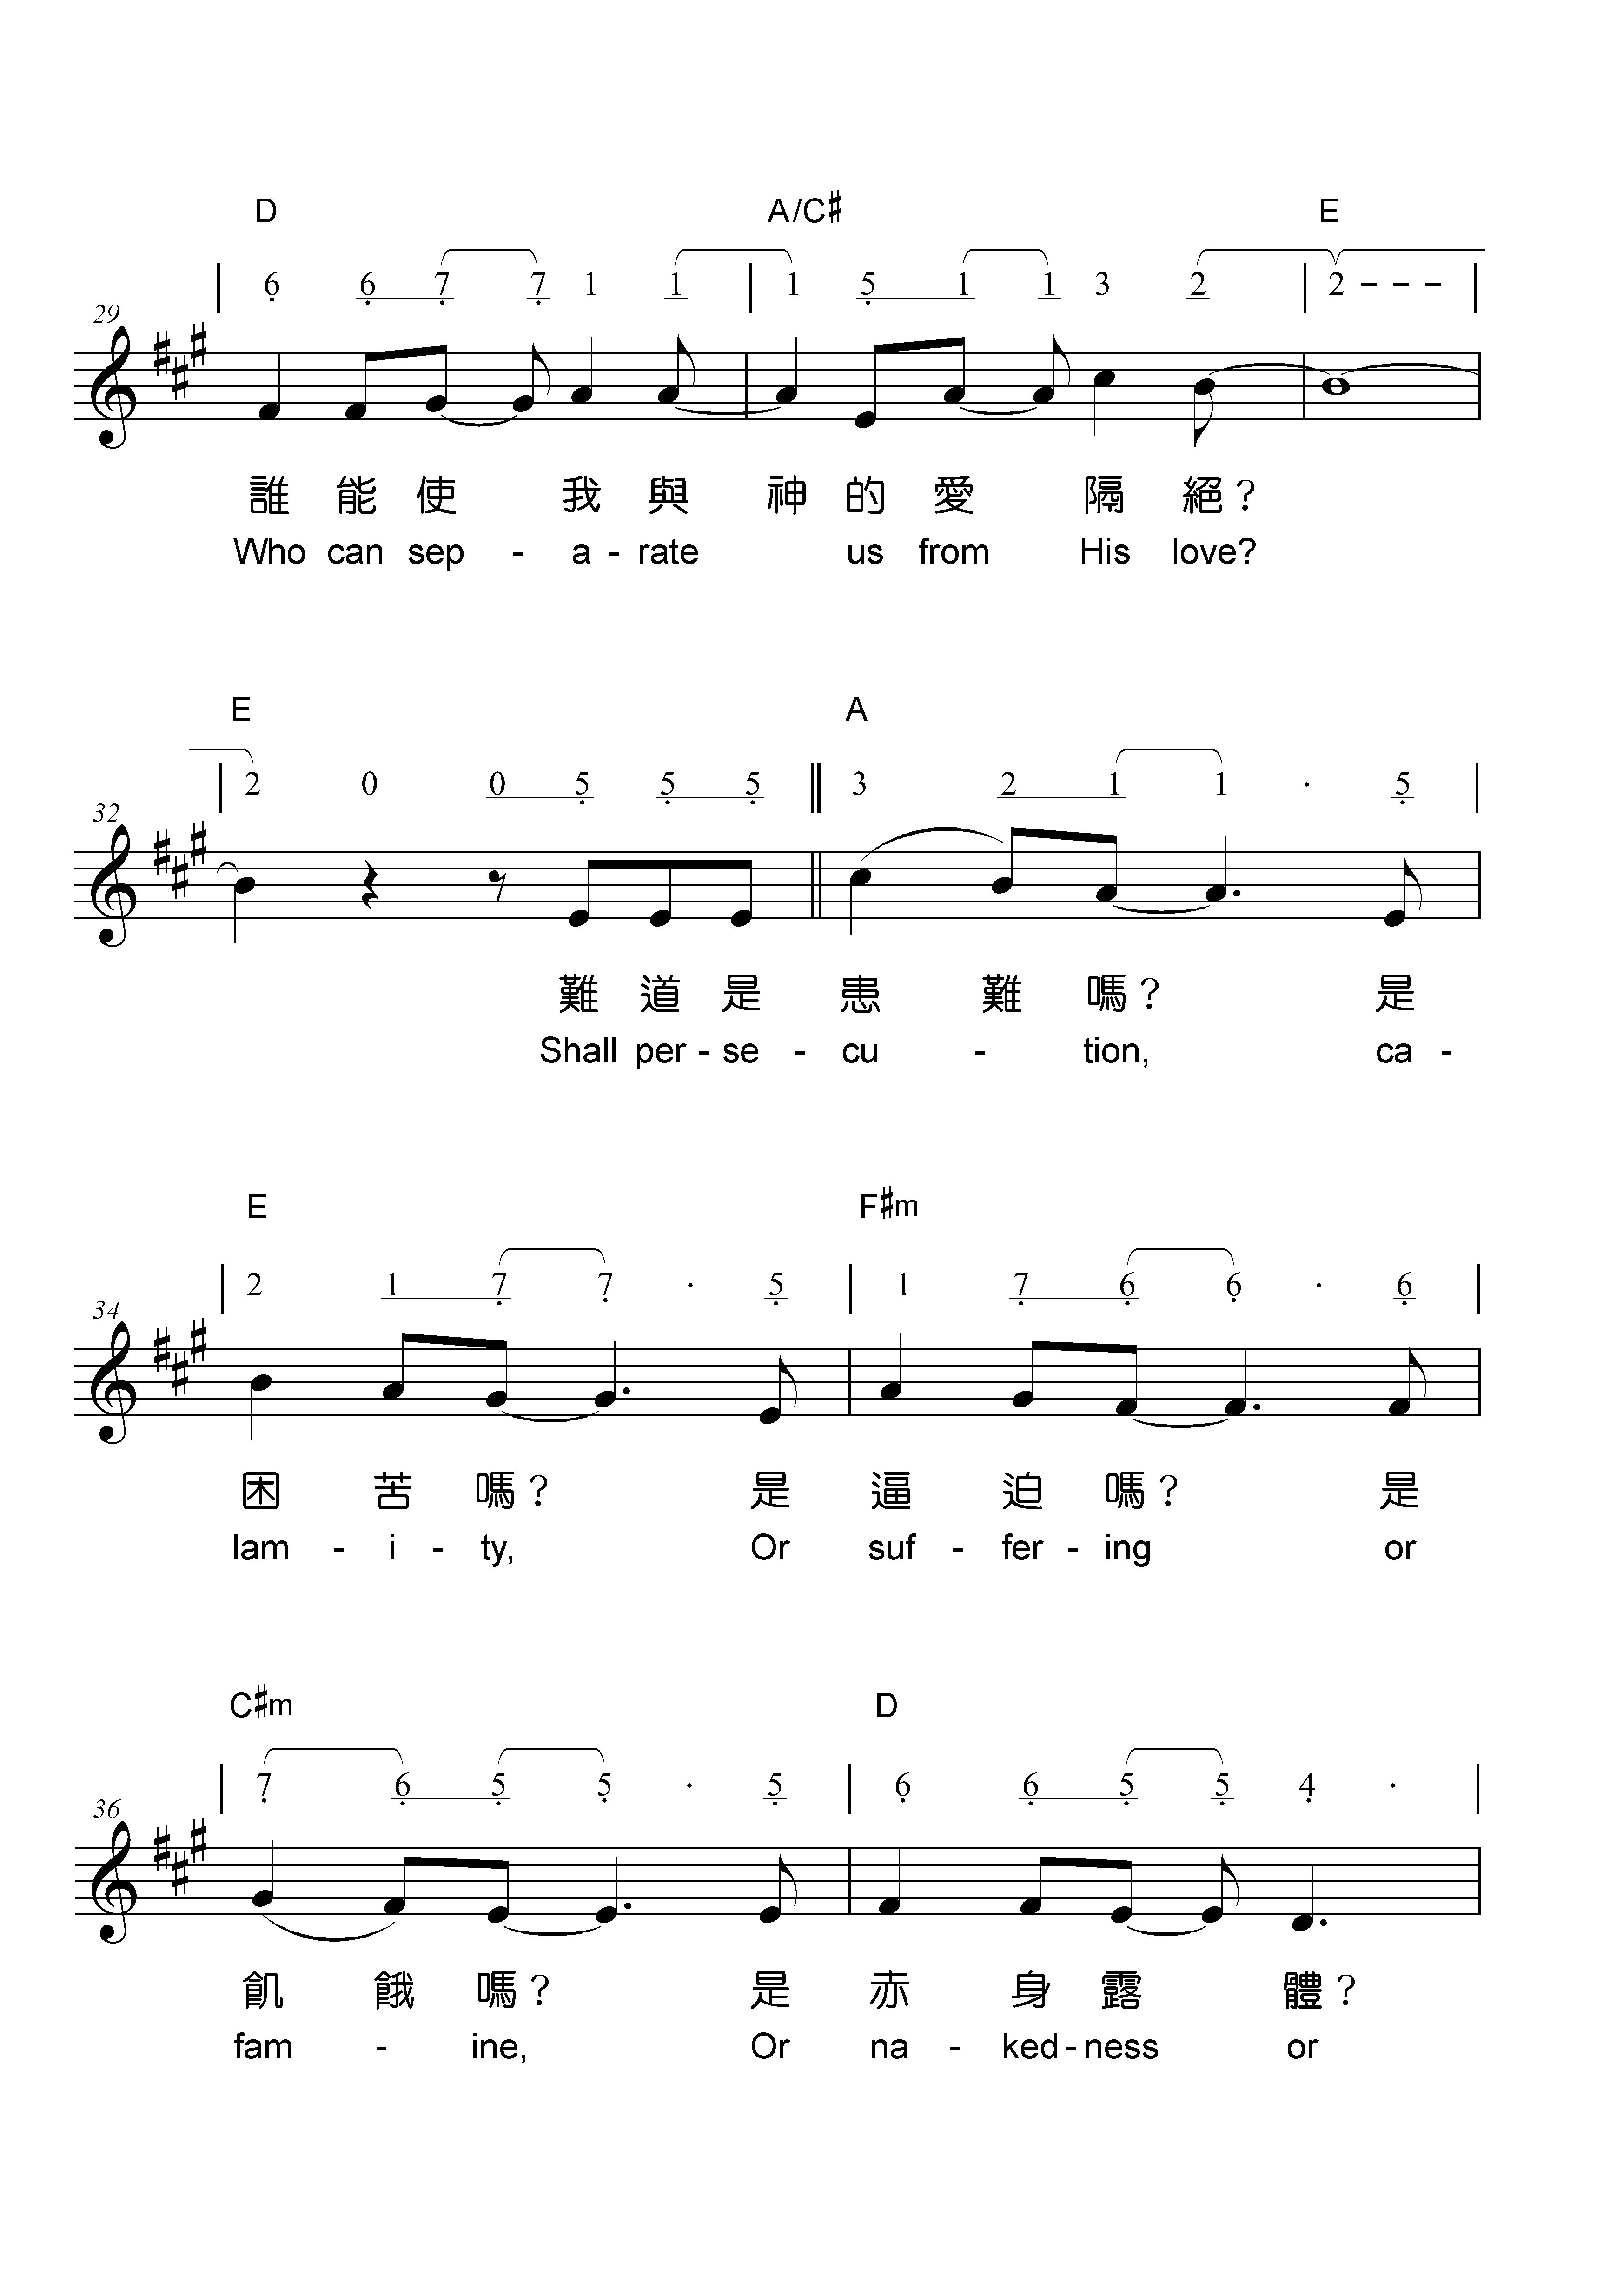 D A/C♯ E
6 6 7 7 1 1 1 5 1 1 3 2 2 – – –
29
誰 能 使 我 與 神 的 愛 隔 絕？
Who can sep - a - rate us from His love?
E A
2 0 0 5 5 5 3 2 1 1 · 5
32
難 道 是 患 難 嗎？ 是
Shall per - se - cu - tion, ca -
E F♯m
2 1 7 7 · 5 1 7 6 6 · 6
34
困 苦 嗎？ 是 逼 迫 嗎？ 是
lam - i - ty, Or suf - fer - ing or
C♯m D
7 6 5 5 · 5 6 6 5 5 4 ·
36
飢 餓 嗎？ 是 赤 身 露 體？
fam - ine, Or na - ked - ness or